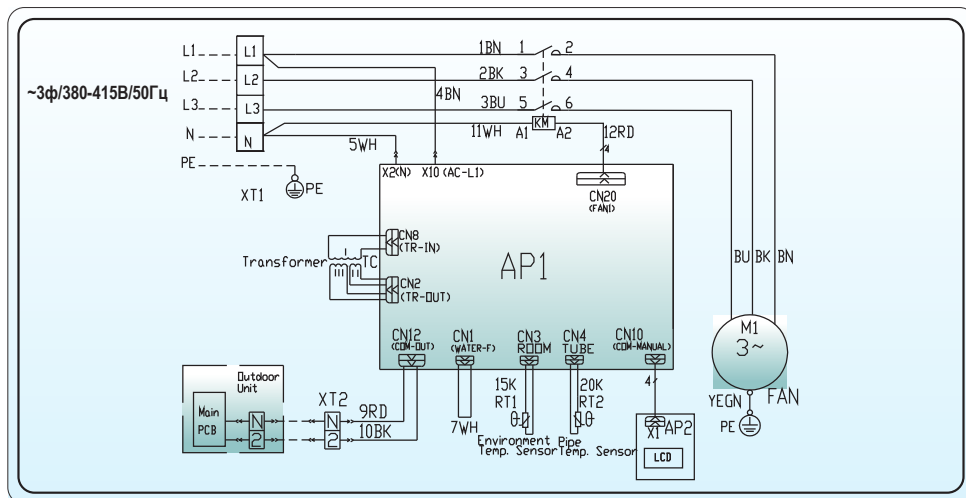 L1
L1
1BN
1
2
L2
L2
2BK
3
4
~3ф/380-415В/50Гц
4BN
L3
L3
3BU
5
6
KM
N
N
11WH
A1
A2
12RD
5WH
PE
X2(N)
X10 (AC-L1)
XT1
PE
CN20
(FAN1)
CN8
(TR-IN)
Transformer
TC
AP1
BU
BK
BN
CN2
(TR-OUT)
CN12
(COM-OUT)
CN1
(WATER-F)
CN3
ROOM
CN4
TUBE
CN10
(COM-MANUAL)
M1
3~
Outdoor
Unit
15K
RT1
20K
RT2
4
YEGN
FAN
XT2
Main
PCB
N
N
9RD
2
2
10BK
7WH
PE
Environment
Temp. Sensor
Pipe
Temp. Sensor
X1
AP2
LCD